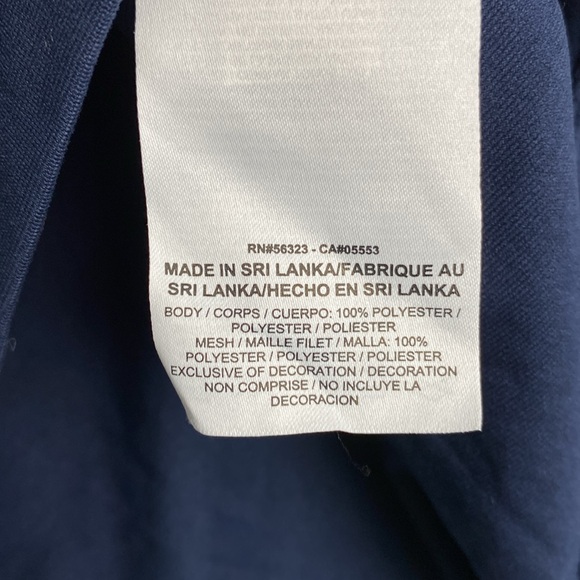 RN#56323 - CA#05553
MADE IN SRI LANKA/FABRIQUE AU
SRI LANKA/HECHO EN SRI LANKA
BODY / CORPS / CUERPO: 100% POLYESTER /
POLYESTER / POLIESTER
MESH / MAILLE FILET / MALLA: 100%
POLYESTER / POLYESTER / POLIESTER
EXCLUSIVE OF DECORATION / DECORATION
NON COMPRISE / NO INCLUYE LA
DECORACION